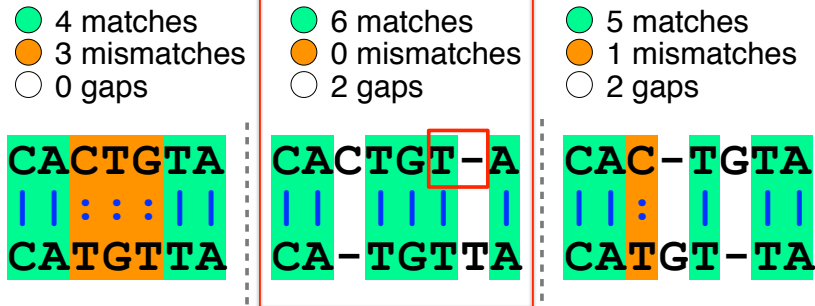 4 matches
3 mismatches
0 gaps
CACTGTA
||:::||
CATGTTA
6 matches
0 mismatches
2 gaps
CACTGT-A
|| ||| |
CA-TGTTA
5 matches
1 mismatches
2 gaps
CAC-TGTA
||: | ||
CATGT-TA